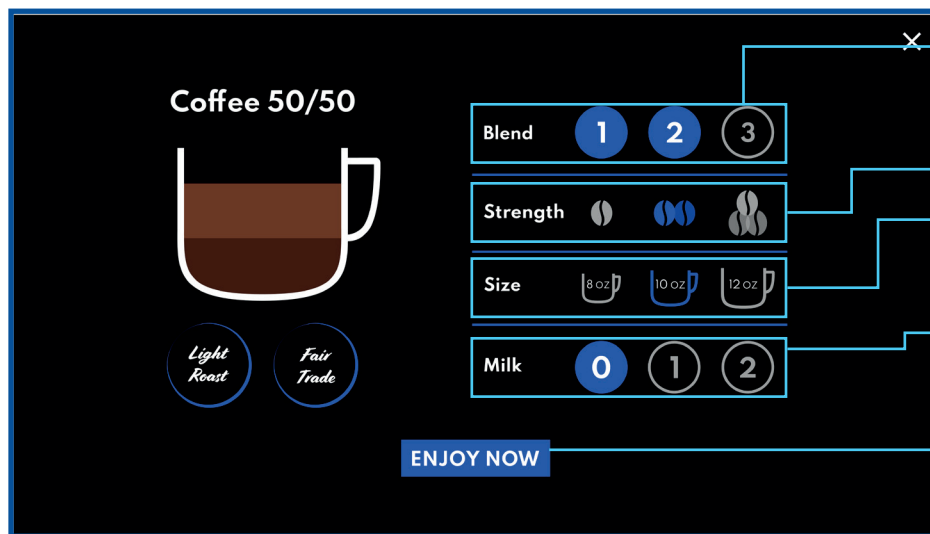 Coffee 50/50
Light
Roast
Fair
Trade
Blend 1 2 3
Strength
Size 8 oz 10 oz 12 oz
Milk 0 1 2
ENJOY NOW